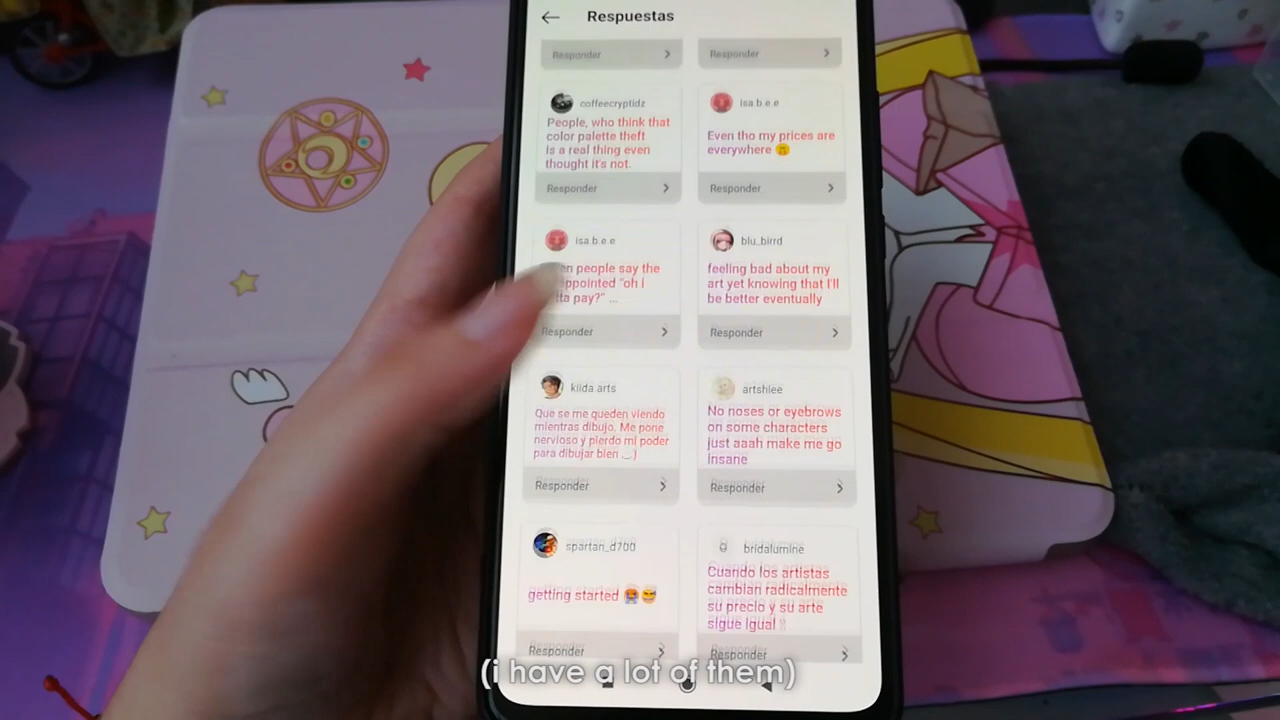 Respuestas
Responder
Responder
coffeecryptidz
People, who think that
color palette theft
is a real thing even
thought it's not.
Responder
isa.b.e.e
Even tho my prices are
everywhere
Responder
isa.b.e.e
people say the
"oh i
pay?" ...
Responder
blu_birrd
feeling bad about my
art yet knowing that I'll
be better eventually
Responder
kiida.arts
Que se me queden viendo
mientras dibujo. Me pone
nervioso y pierdo mi poder
para dibujar bien ._.)
Responder
artshlee
No noses or eyebrows
on some characters
just aaah make me go
insane
Responder
spartan_d700
getting started
Responder
bridalumine
Cuando los artistas
cambian radicalmente
su precio y su arte
sigue igual
Responder
(i have a lot of them)